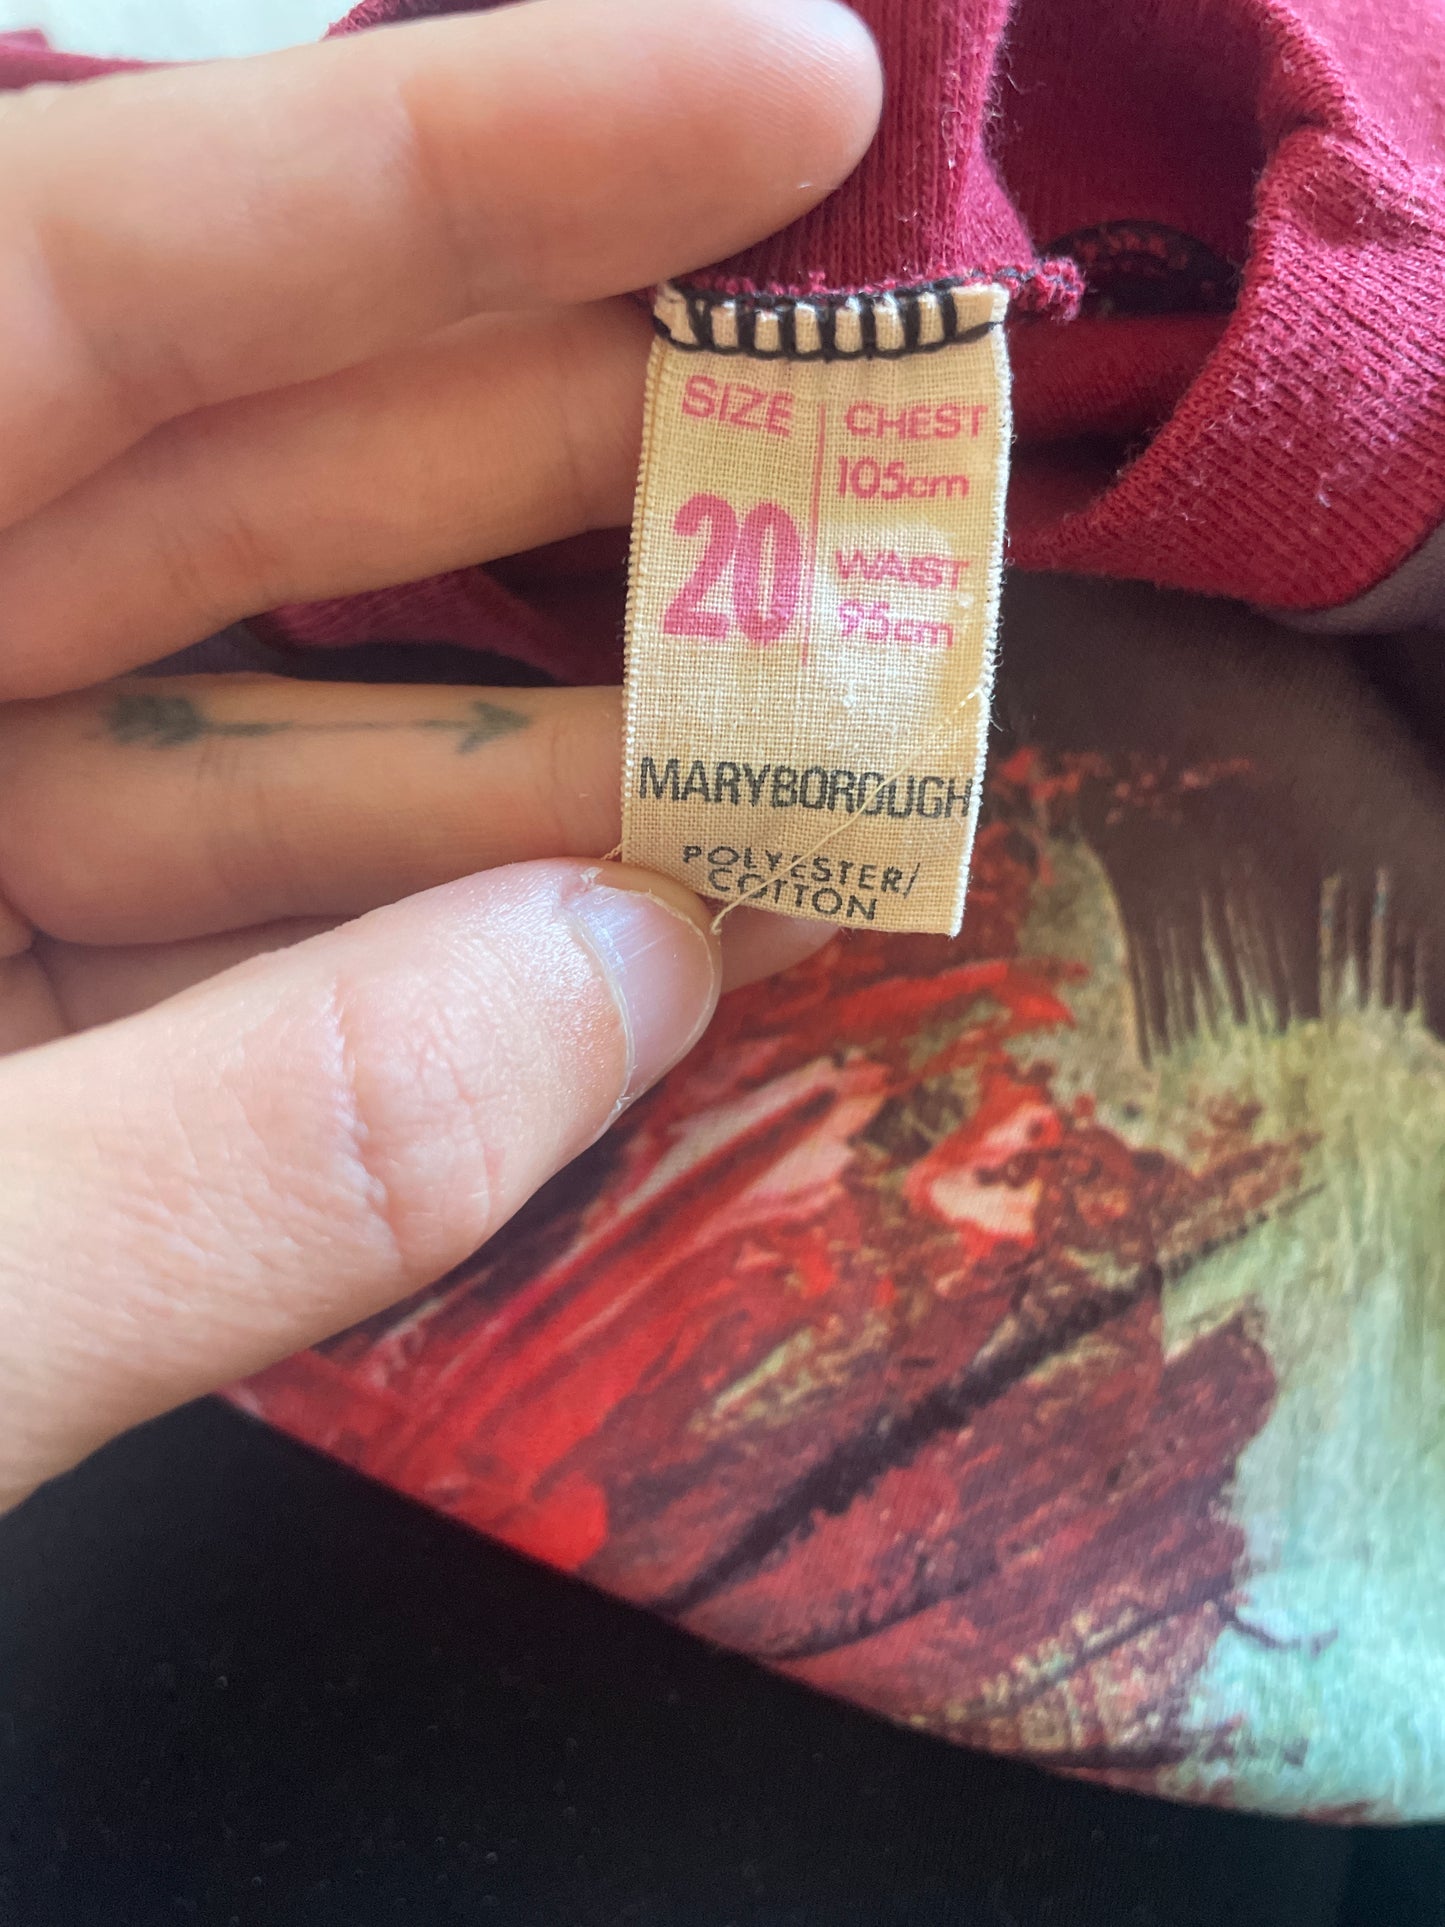 SIZE
20
CHEST
105cm
WAIST
95cm
MARYBOROUGH
POLYESTER/
COTTON